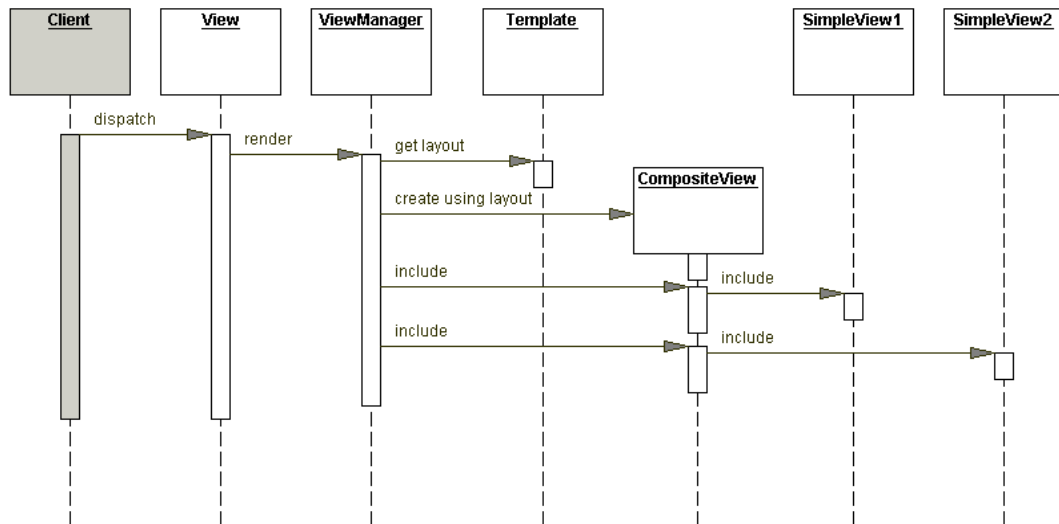 Client
View
ViewManager
Template
SimpleView1
SimpleView2
dispatch
render
get layout
CompositeView
create using layout
include
include
include
include